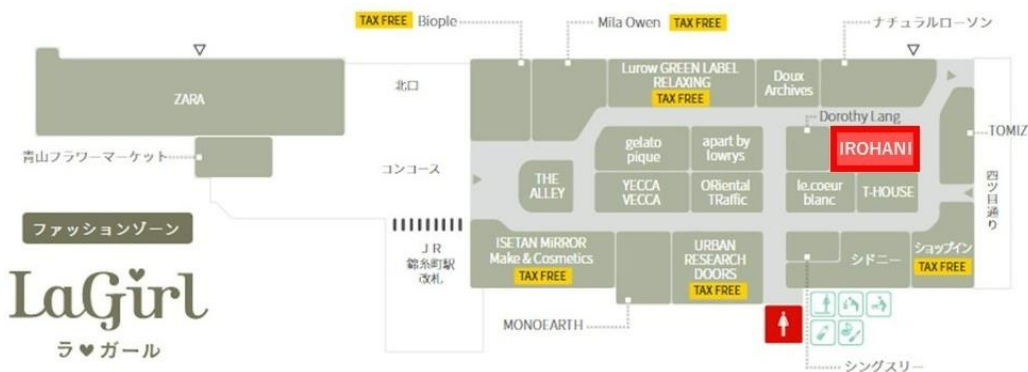 TAX FREE Biople
Mila Owen TAX FREE
ナチュラルローソン
ZARA
北口
Lurow GREEN LABEL
RELAXING
TAX FREE
Doux
Archives
Dorothy Lang
TOMIZ
青山フラワーマーケット
コンコース
gelato
pique
apart by
lowrys
IROHANI
THE
ALLEY
YECCA
VECCA
ORiental
TRaffic
le.coeur
blanc
T-HOUSE
四ツ目通り
ファッションゾーン
LaGirl
ラ♥ガール
JR
錦糸町駅
改札
ISETAN MiRROR
Make & Cosmetics
TAX FREE
URBAN
RESEARCH
DOORS
TAX FREE
シドニー
ショップイン
TAX FREE
MONOEARTH
シングスリー